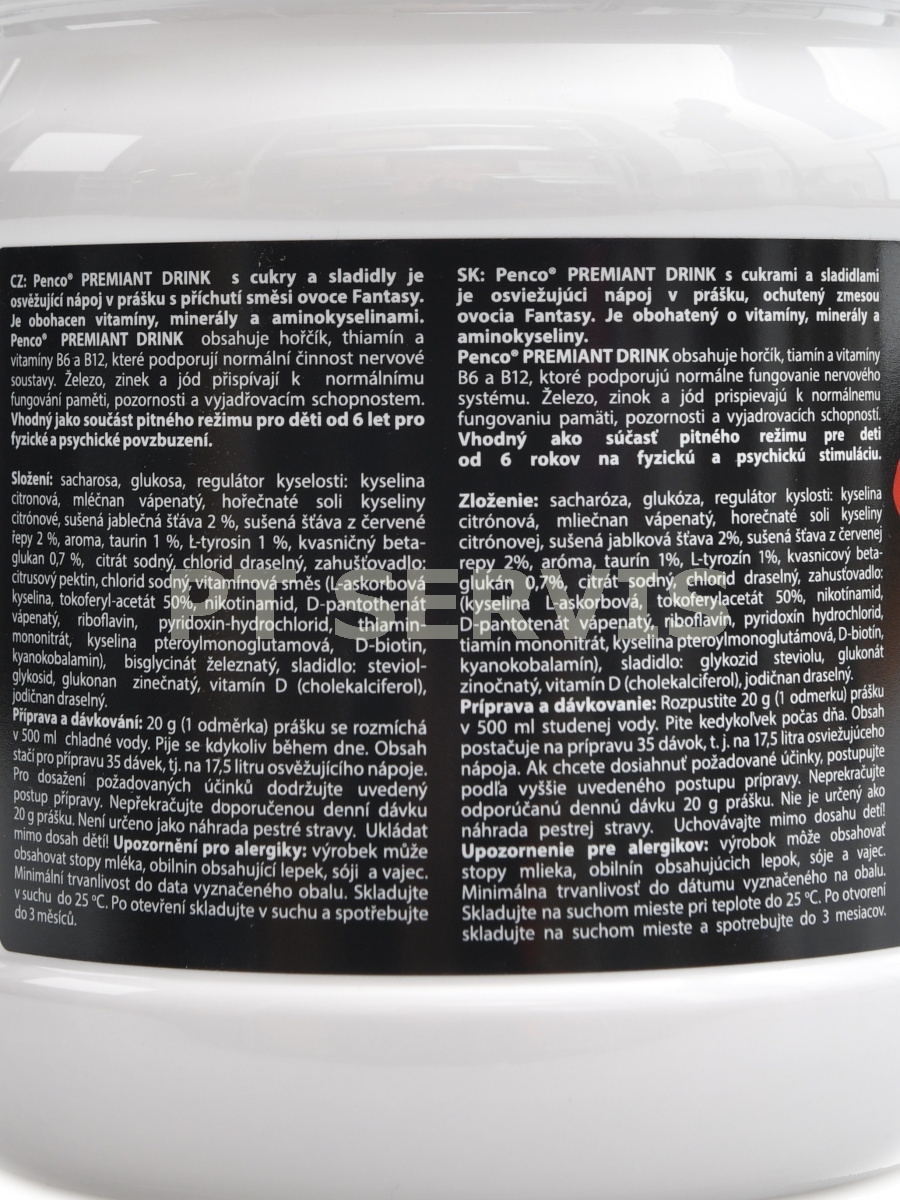 CZ: Penco® PREMIANT DRINK s cukry a sladidly je
osvěžující nápoj v prášku s příchutí směsi ovoce Fantasy.
Je obohacen vitamíny, minerály a aminokyselinami.
Penco® PREMIANT DRINK obsahuje hořčík, thiamín a
vitamíny B6 a B12, které podporují normální činnost nervové
soustavy. Železo, zinek a jód přispívají k normálnímu
fungování paměti, pozornosti a vyjadřovacím schopnostem.
Vhodný jako součást pitného režimu pro děti od 6 let pro
fyzické a psychické povzbuzení.
Složení: sacharosa, glukosa, regulátor kyselosti: kyselina
citronová, mléčnan vápenatý, hořečnaté soli kyseliny
citrónové, sušená jablečná šťáva 2 %, sušená šťáva z červené
řepy 2 %, aroma, taurin 1 %, Ł-tyrosin 1 %, kvasničný beta-
glukan 0,7 %, citrát sodný, chlorid draselný, zahušťovadlo:
citrusový pektin, chlorid sodný, vitamínová směs (L-askorbová
kyselina, tokoferyl-acetát 50%, nikotinamid, D-pantothenát
vápenatý, riboflavin, pyridoxin-hydrochlorid, thiamin-
mononitrát, kyselina pteroylmonoglutamová, D-biotin,
kyanokobalamin), bisglycinát železnatý, sladidlo: steviol-
glykosid, glukonan zinečnatý, vitamín D (cholekalciferol),
jodičnan draselný.
Příprava a dávkování: 20 g (1 odměrka) prášku se rozmíchá
v 500 ml chladné vody. Pije se kdykoliv během dne. Obsah
stačí pro přípravu 35 dávek, tj. na 17,5 litru osvěžujícího nápoje.
Pro dosažení požadovaných účinků dodržujte uvedený
postup přípravy. Nepřekračujte doporučenou denní dávku
20 g prášku. Není určeno jako náhrada pestré stravy. Ukládat
mimo dosah dětí! Upozornění pro alergiky: výrobek může
obsahovat stopy mléka, obilnin obsahující lepek, sóji a vajec.
Minimální trvanlivost do data vyznačeného obalu. Skladujte
v suchu do 25 ºC. Po otevření skladujte v suchu a spotřebujte
do 3 měsíců.
SK: Penco® PREMIANT DRINK s cukrami a sladidlami
je osviežujúci nápoj v prášku, ochutený zmesou
ovocia Fantasy. Je obohatený o vitamíny, minerály a
aminokyseliny.
Penco® PREMIANT DRINK obsahuje horčík, tiamín a vitamíny
B6 a B12, ktoré podporujú normálne fungovanie nervového
systému. Železo, zinok a jód prispievajú k normálnemu
fungovaniu pamäti, pozornosti a vyjadrovacích schopností.
Vhodný ako súčasť pitného režimu pre deti
od 6 rokov na fyzickú a psychickú stimuláciu.
Zloženie: sacharóza, glukóza, regulátor kyslosti: kyselina
citrónová, mliečnan vápenatý, horečnaté soli kyseliny
citrónovej, sušená jablková šťava 2%, sušená šťava z červenej
repy 2%, aróma, taurín 1%, L-tyrozín 1%, kvasnicový beta-
glukán 0,7%, citrát sodný, chlorid draselný, zahusťovadlo:
(kyselina L-askorbová, tokoferylacetát 50%, nikotínamid,
D-pantotenát vápenatý, riboflavín, pyridoxín hydrochlorid,
tiamín mononitrát, kyselina pteroylmonoglutámová, D-biotín,
kyanokobalamín), sladidlo: glykozid steviolu, glukonát
zinočnatý, vitamín D (cholekalciferol), jodičnan draselný.
Príprava a dávkovanie: Rozpustite 20 g (1 odmerku) prášku
v 500 ml studenej vody. Pite kedykoľvek počas dňa. Obsah
postačuje na prípravu 35 dávok, t. j. na 17,5 litru osviežujúceho
nápoja. Ak chcete dosiahnuť požadované účinky, postupujte
podľa vyššie uvedeného postupu prípravy. Neprekračujte
odporúčanú dennú dávku 20 g prášku. Nie je určený ako
náhrada pestrej stravy. Uchovávajte mimo dosahu detí!
Upozornenie pre alergikov: výrobok môže obsahovať
stopy mlieka, obilnín obsahujúcich lepok, sóje a vajec.
Minimálna trvanlivosť do dátumu vyznačeného na obalu.
Skladujte na suchom mieste pri teplote do 25 ºC. Po otvorení
skladujte na suchom mieste a spotrebujte do 3 mesiacov.
PT SERVIS